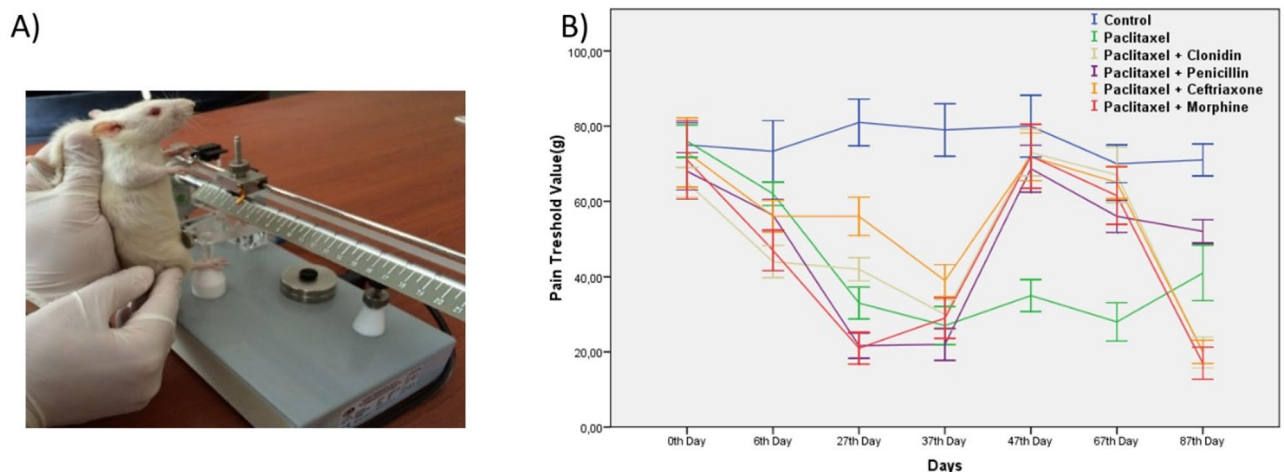 A)
B)
Control
Paclitaxel
Paclitaxel + Clonidin
Paclitaxel + Penicillin
Paclitaxel + Ceftriaxone
Paclitaxel + Morphine
Pain Treshold Value(g)
100,00
80,00
60,00
40,00
20,00
0,00
0th Day 6th Day 27th Day 37th Day 47th Day 67th Day 87th Day
Days